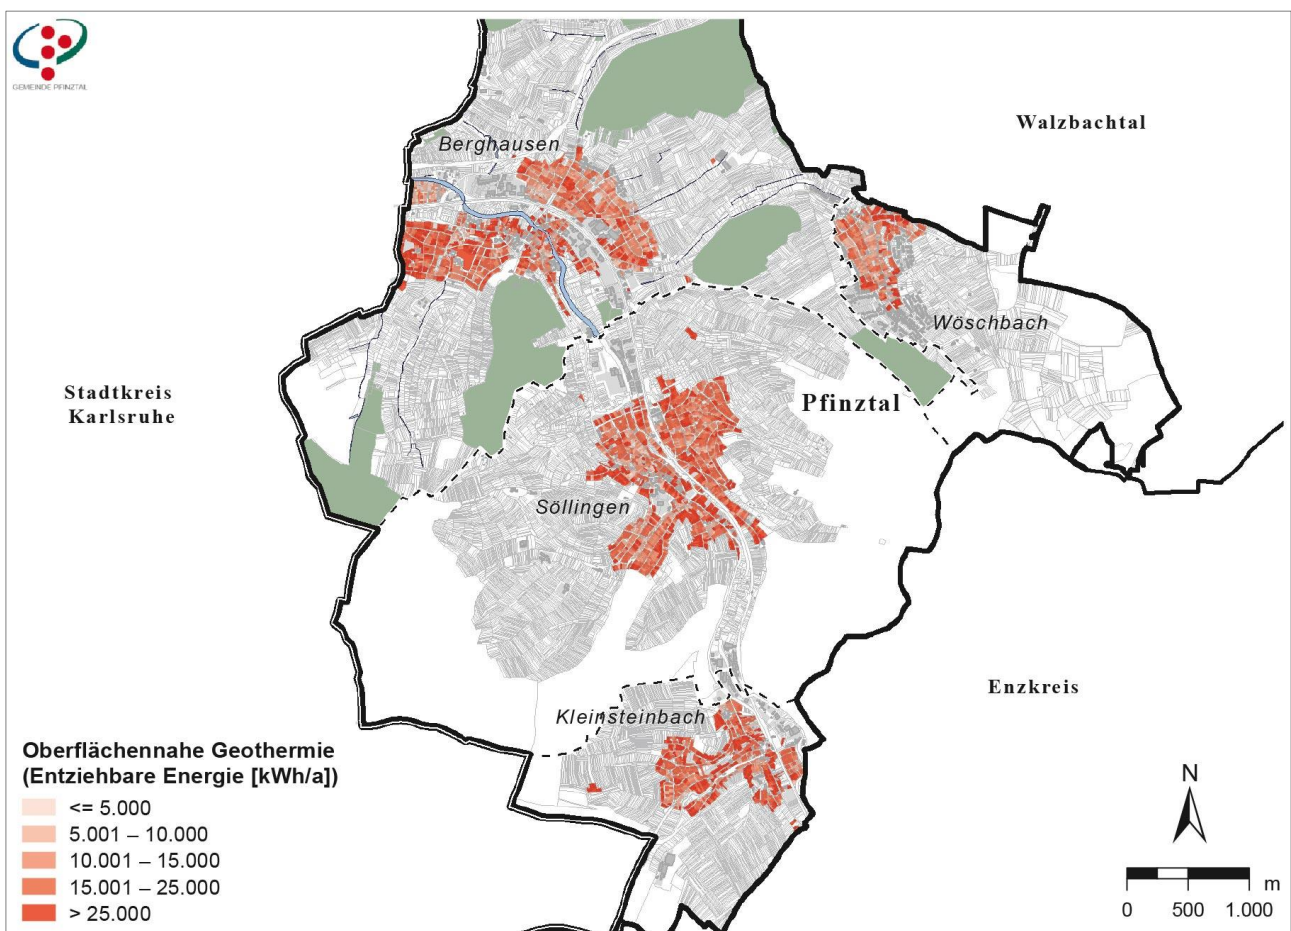 GEMEINDE PFINZTAL
Walzbachtal
Berghausen
Wöschbach
Stadtkreis
Karlsruhe
Pfinztal
Söllingen
Enzkreis
Kleinsteinbach
Oberflächennahe Geothermie
(Entziehbare Energie [kWh/a])
<= 5.000
5.001 – 10.000
10.001 – 15.000
15.001 – 25.000
> 25.000
N
m
0 500 1.000